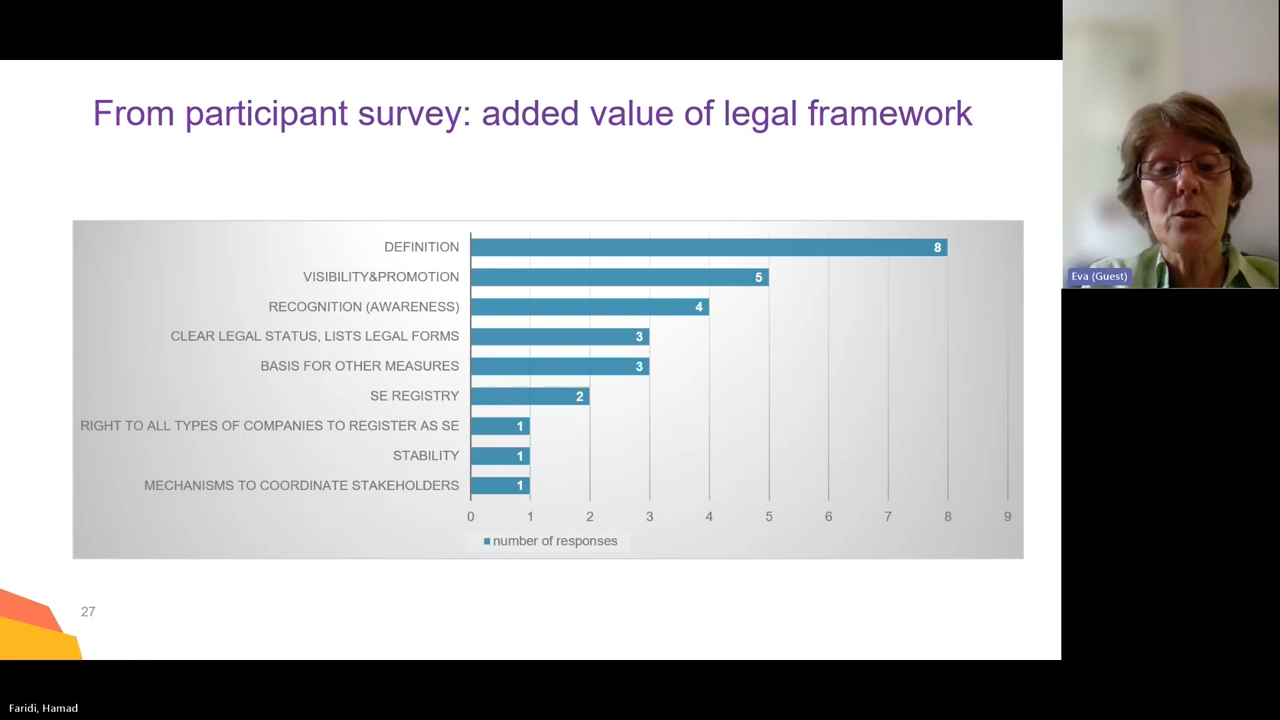 From participant survey: added value of legal framework
DEFINITION 8
VISIBILITY&PROMOTION 5
RECOGNITION (AWARENESS) 4
CLEAR LEGAL STATUS, LISTS LEGAL FORMS 3
BASIS FOR OTHER MEASURES 3
SE REGISTRY 2
RIGHT TO ALL TYPES OF COMPANIES TO REGISTER AS SE 1
STABILITY 1
MECHANISMS TO COORDINATE STAKEHOLDERS 1
0 1 2 3 4 5 6 7 8 9
number of responses
27
Eva (Guest)
Faridi, Hamad